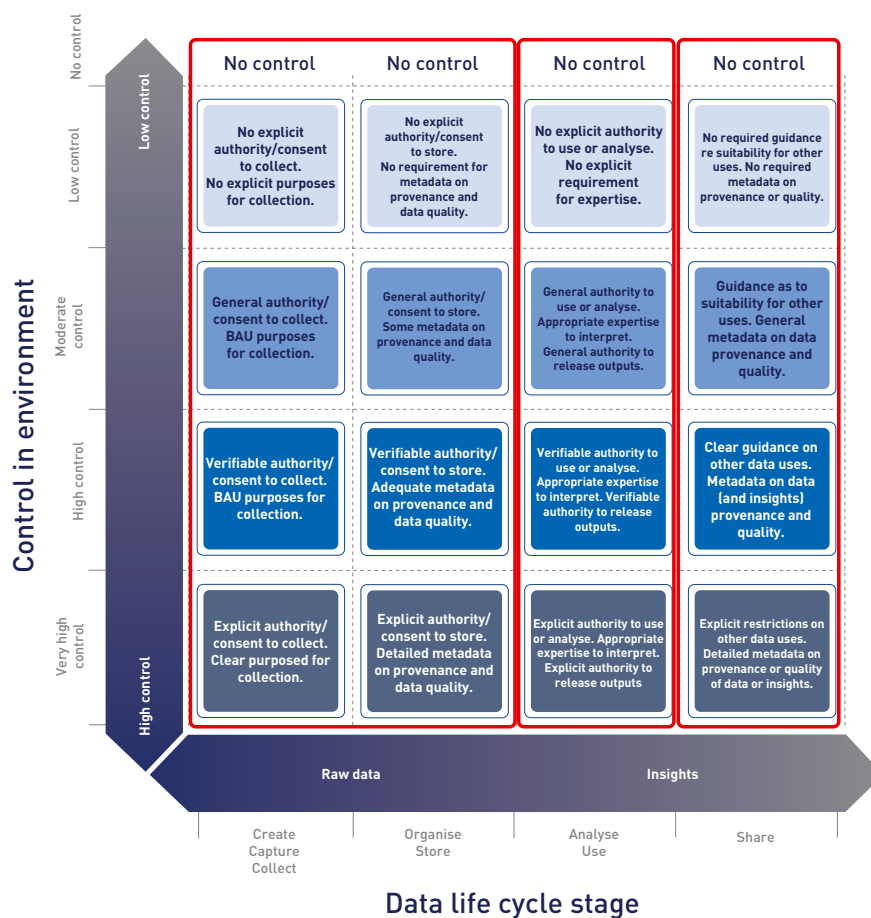 No control
No control
No control
No control
No control
Low control
No explicit
authority/consent
to collect.
No explicit purposes
for collection.
No explicit
authority/consent
to store.
No requirement for
metadata on
provenance and
data quality.
No explicit authority
to use or analyse.
No explicit
requirement
for expertise.
No required guidance
re suitability for other
uses. No required
metadata on
provenance or quality.
Low control
Moderate
control
General authority/
consent to collect.
BAU purposes
for collection.
General authority/
consent to store.
Some metadata on
provenance and data
quality.
General authority to
use or analyse.
Appropriate expertise
to interpret.
General authority to
release outputs.
Guidance as to
suitability for other
uses. General
metadata on data
provenance and
quality.
Control in environment
High control
Verifiable authority/
consent to collect.
BAU purposes for
collection.
Verifiable authority/
consent to store.
Adequate metadata
on provenance and
data quality.
Verifiable authority to
use or analyse.
Appropriate expertise
to interpret. Verifiable
authority to release
outputs.
Clear guidance on
other data uses.
Metadata on data
(and insights)
provenance and
quality.
Very high
control
High control
Explicit authority/
consent to collect.
Clear purposed for
collection.
Explicit authority/
consent to store.
Detailed metadata
on provenance and
data quality.
Explicit authority to use
or analyse. Appropriate
expertise to interpret.
Explicit authority to
release outputs
Explicit restrictions on
other data uses.
Detailed metadata on
provenance or quality
of data or insights.
Raw data
Insights
Create
Capture
Collect
Organise
Store
Analyse
Use
Share
Data life cycle stage